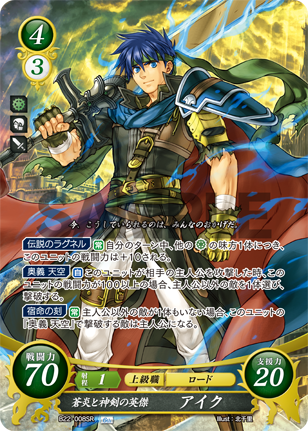 4
3
今、こうしていられるのは、みんなのおかげだ。
伝説のラグネル 常 自分のターン中、他の の味方1体につき、
このユニットの戦闘力は+10される。
奥義 天空 自 このユニットが相手の主人公を攻撃した時、この
ユニットの戦闘力が100以上の場合、主人公以外の敵を1体選び、
撃破する。
宿命の刻 常 主人公以外の敵が1体もいない場合、このユニットの
『奥義 天空』で撃破する敵は主人公になる。
戦闘力
70
射程 1 上級職 ロード
支援力
20
蒼炎と神剣の英傑 アイク
B22-008SR
Illust:北千里